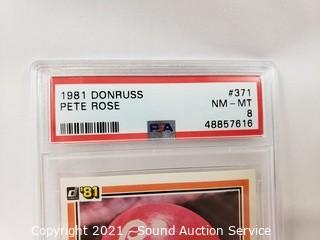 1981 DONRUSS #371
PETE ROSE NM - MT
8
PSA 48857616
'81
Copyright 2021 - Sound Auction Service